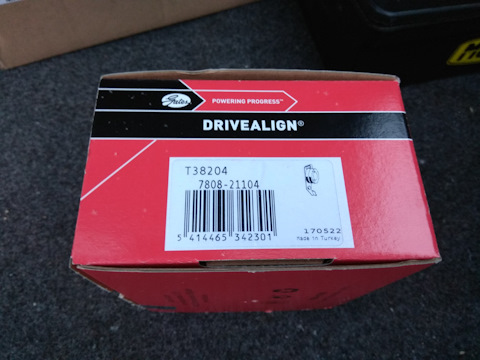 Gates
POWERING PROGRESS™
DRIVEALIGN®
T38204
7808-21104
5 414465 342301
170522
made in Turkey